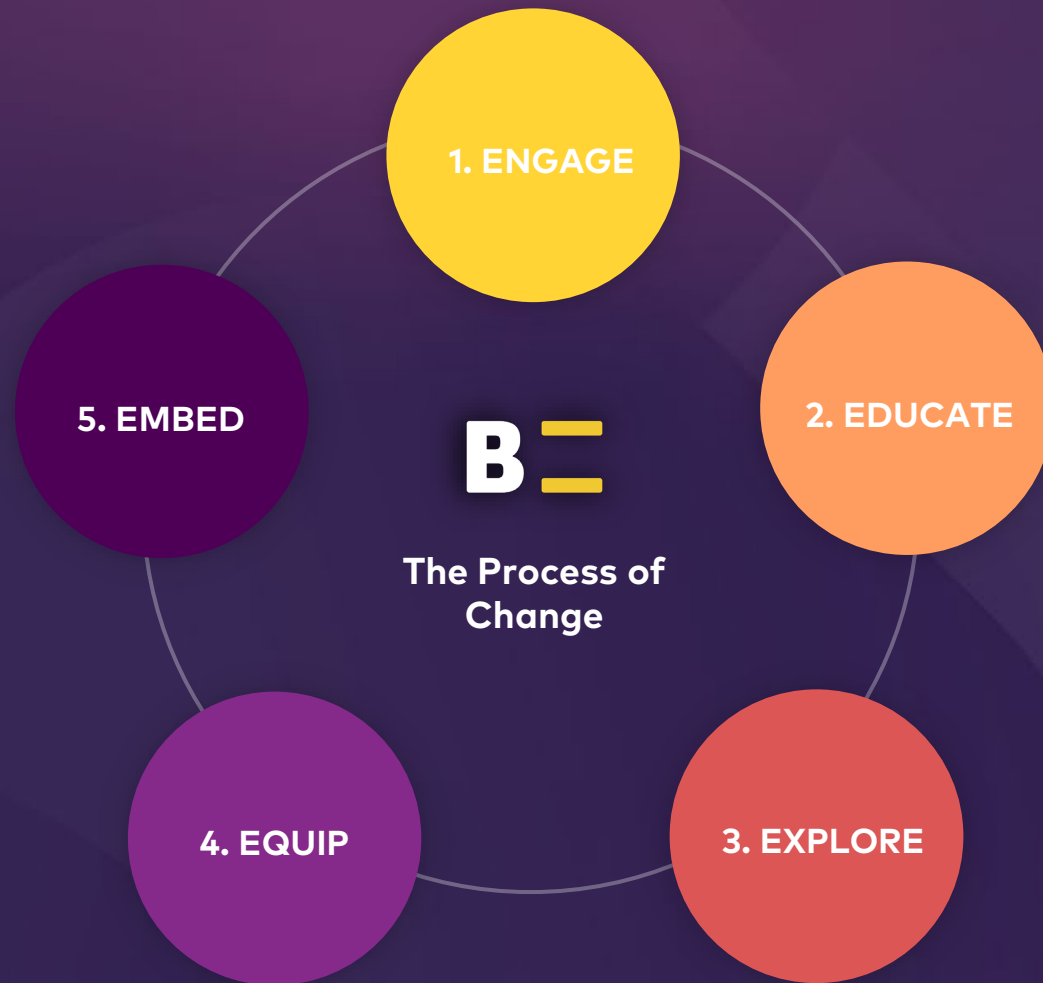 1. ENGAGE
2. EDUCATE
3. EXPLORE
4. EQUIP
5. EMBED
B
The Process of
Change